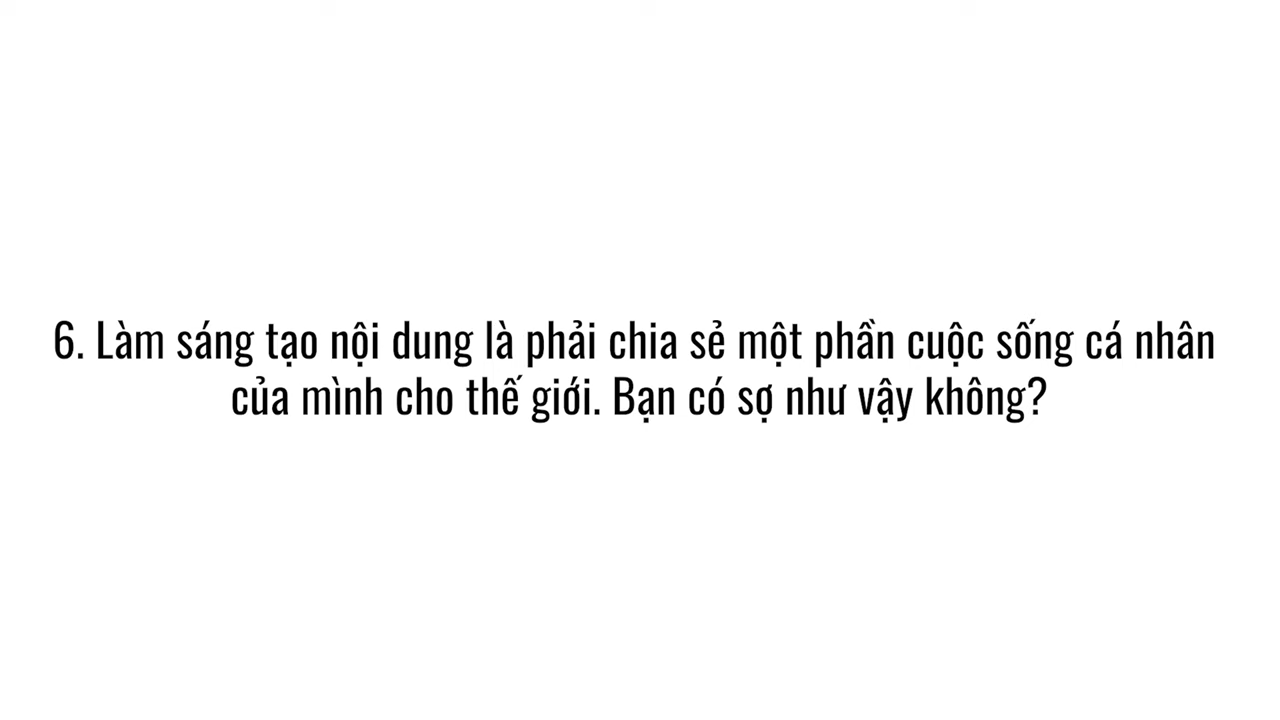 6. Làm sáng tạo nội dung là phải chia sẻ một phần cuộc sống cá nhân
của mình cho thế giới. Bạn có sợ như vậy không?